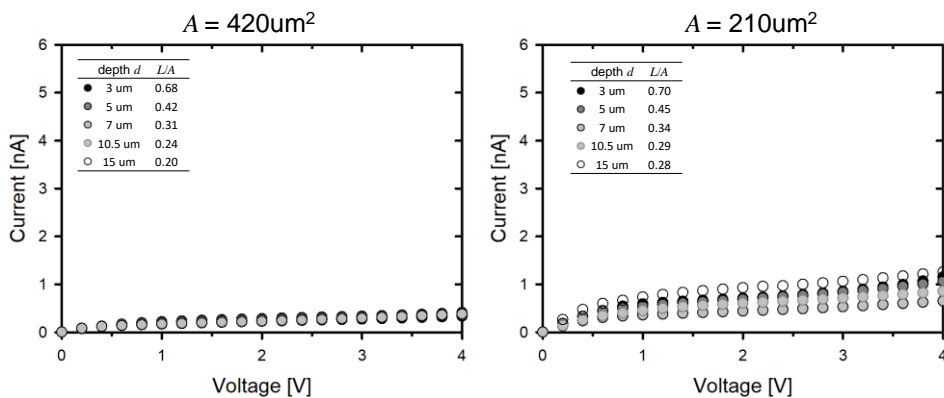 A = 420um²
6
5
4
3
2
1
0
Current [nA]
depth d L/A
3 um 0.68
5 um 0.42
7 um 0.31
10.5 um 0.24
15 um 0.20
0 1 2 3 4
Voltage [V]
A = 210um²
6
5
4
3
2
1
0
Current [nA]
depth d L/A
3 um 0.70
5 um 0.45
7 um 0.34
10.5 um 0.29
15 um 0.28
0 1 2 3 4
Voltage [V]